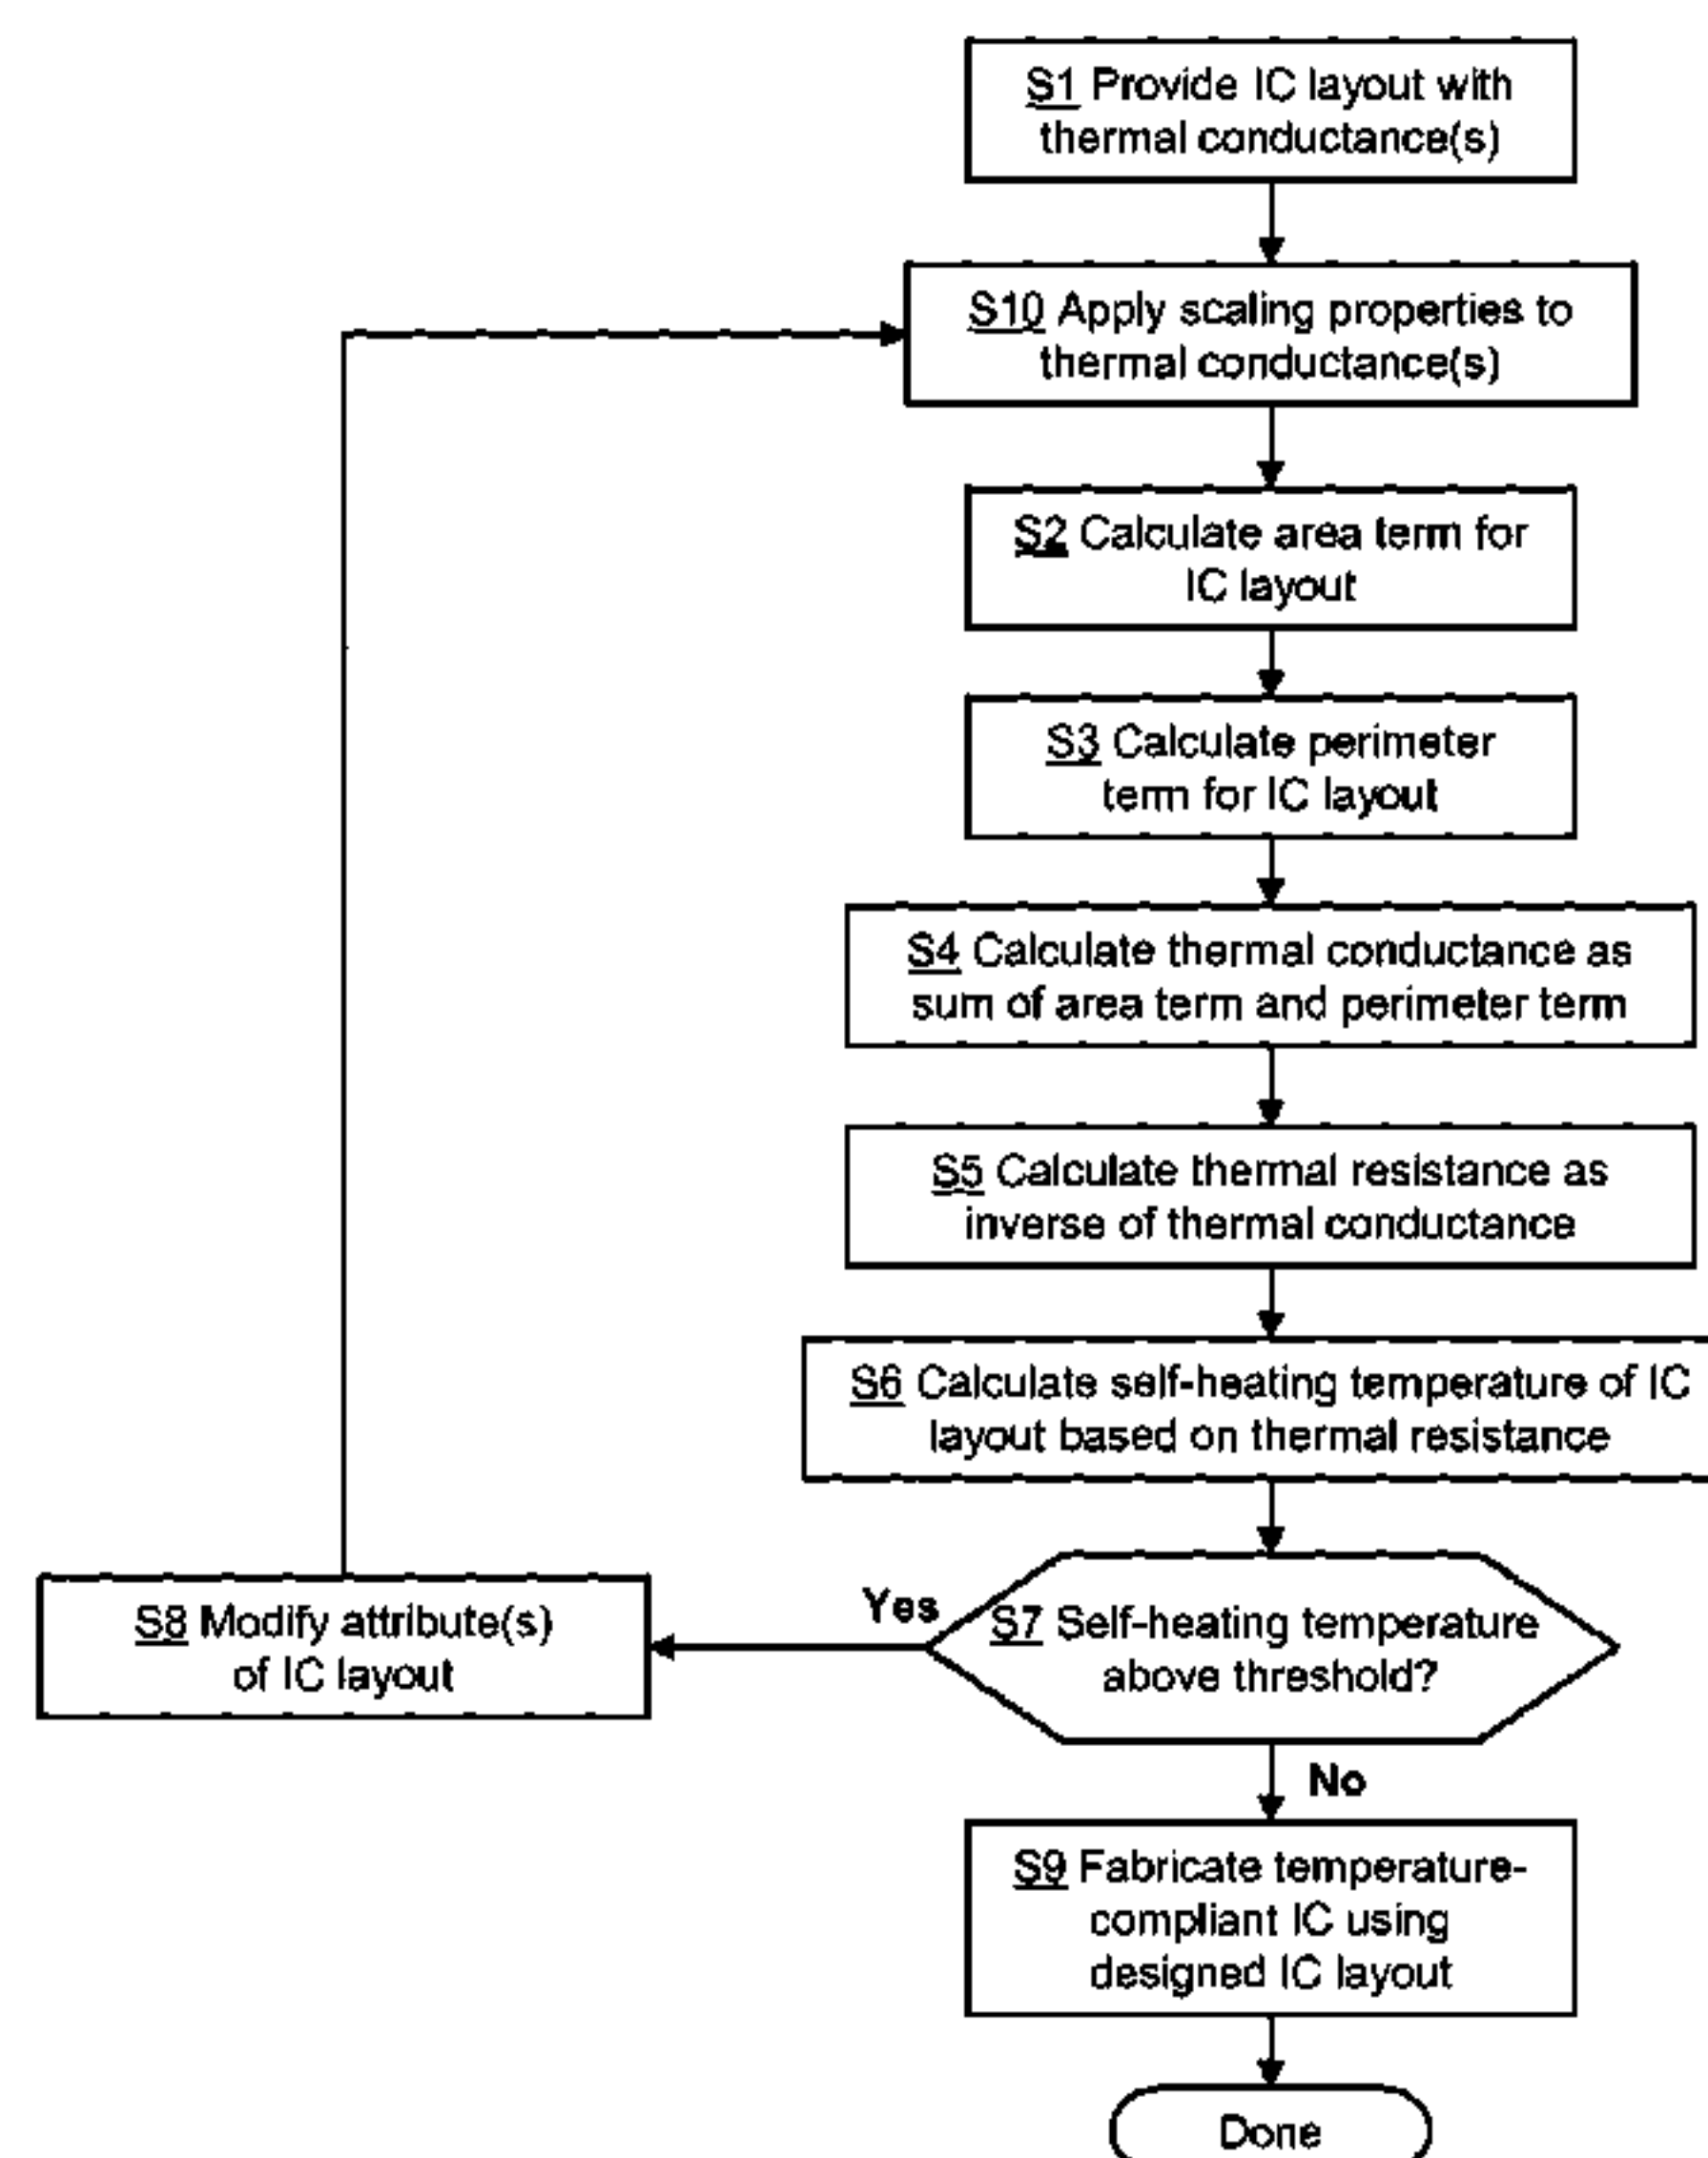 S1 Provide IC layout with
thermal conductance(s)
S10 Apply scaling properties to
thermal conductance(s)
S2 Calculate area term for
IC layout
S3 Calculate perimeter
term for IC layout
S4 Calculate thermal conductance as
sum of area term and perimeter term
S5 Calculate thermal resistance as
inverse of thermal conductance
S6 Calculate self-heating temperature of IC
layout based on thermal resistance
S7 Self-heating temperature
above threshold?
Yes
S8 Modify attribute(s)
of IC layout
No
S9 Fabricate temperature-
compliant IC using
designed IC layout
Done